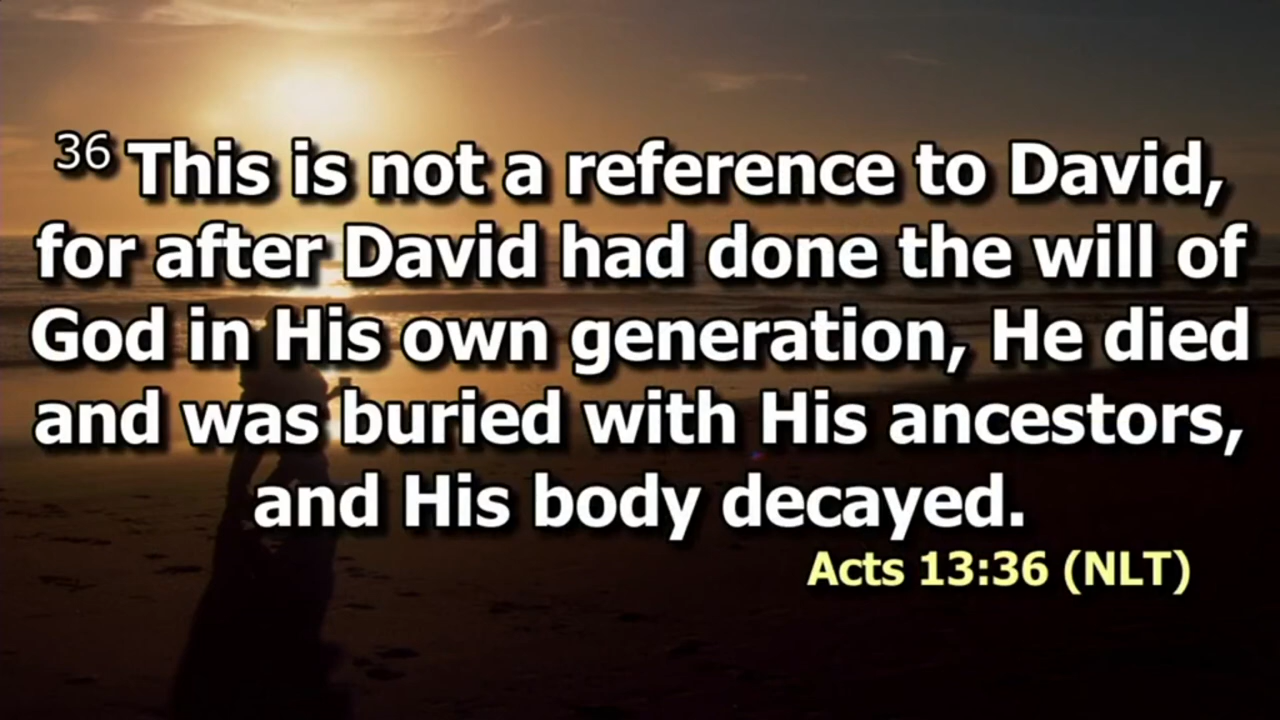 36 This is not a reference to David,
for after David had done the will of
God in His own generation, He died
and was buried with His ancestors,
and His body decayed.
Acts 13:36 (NLT)